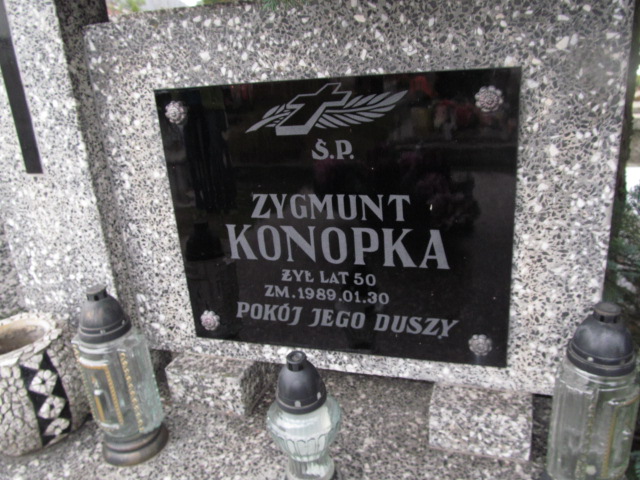 Ś.P.
ZYGMUNT
KONOPKA
ŻYŁ LAT 50
ZM. 1989.01.30
POKÓJ JEGO DUSZY